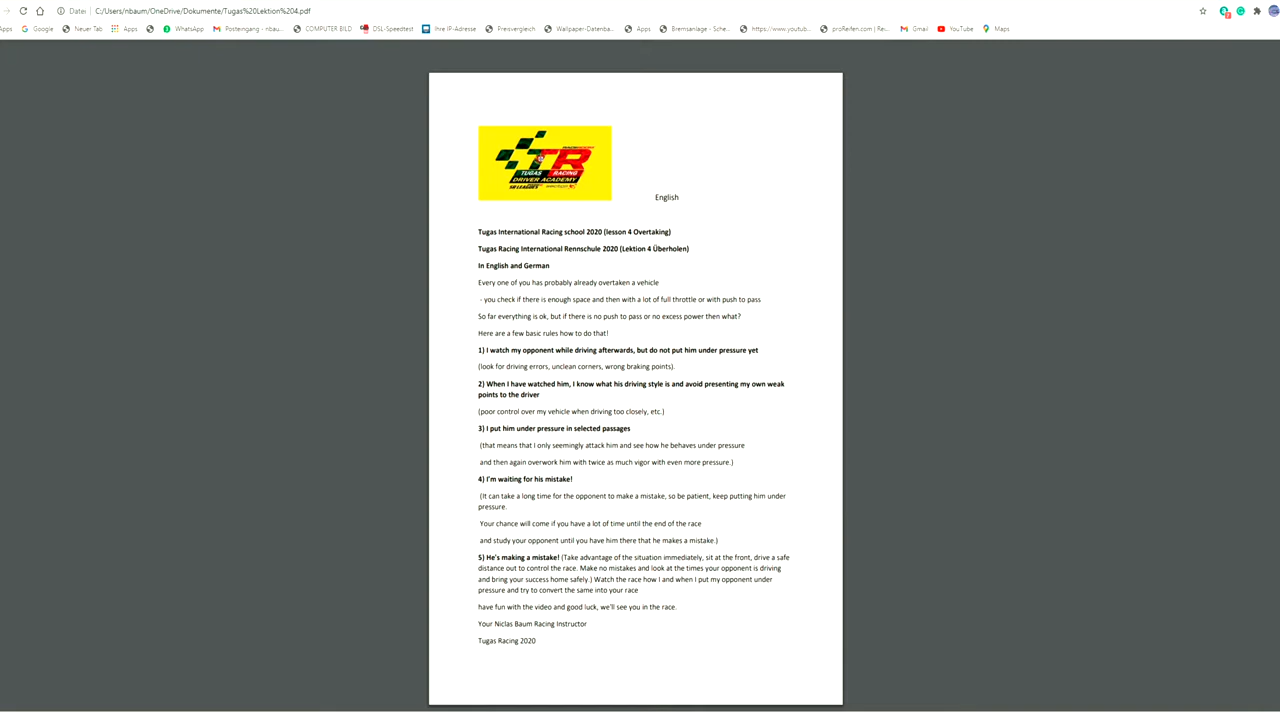 Datei C:/Users/nbaum/OneDrive/Dokumente/Tugas%20Lektion%204.pdf
Apps Google Neuer Tab Apps WhatsApp Posteingang - nbau... COMPUTER BILD DSL-Speedtest Ihre IP-Adresse Preisvergleich Wallpaper-Datenba... Apps Bremsanlage - Sche... https://www.youtub... proReifen.com | Rei... Gmail YouTube Maps
TR
TUGAS RACING
DRIVER ACADEMY
English
Tugas International Racing school 2020 (lesson 4 Overtaking)
Tugas Racing International Rennschule 2020 (Lektion 4 Überholen)
In English and German
Every one of you has probably already overtaken a vehicle
- you check if there is enough space and then with a lot of full throttle or with push to pass
So far everything is ok, but if there is no push to pass or no excess power then what?
Here are a few basic rules how to do that!
1) I watch my opponent while driving afterwards, but do not put him under pressure yet
(look for driving errors, unclean corners, wrong braking points).
2) When I have watched him, I know what his driving style is and avoid presenting my own weak
points to the driver
(poor control over my vehicle when driving too closely, etc.)
3) I put him under pressure in selected passages
(that means that I only seemingly attack him and see how he behaves under pressure
and then again overwork him with twice as much vigor with even more pressure.)
4) I'm waiting for his mistake!
(It can take a long time for the opponent to make a mistake, so be patient, keep putting him under
pressure.
Your chance will come if you have a lot of time until the end of the race
and study your opponent until you have him there that he makes a mistake.)
5) He's making a mistake! (Take advantage of the situation immediately, sit at the front, drive a safe
distance out to control the race. Make no mistakes and look at the times your opponent is driving
and bring your success home safely.) Watch the race how I and when I put my opponent under
pressure and try to convert the same into your race
have fun with the video and good luck, we'll see you in the race.
Your Niclas Baum Racing Instructor
Tugas Racing 2020